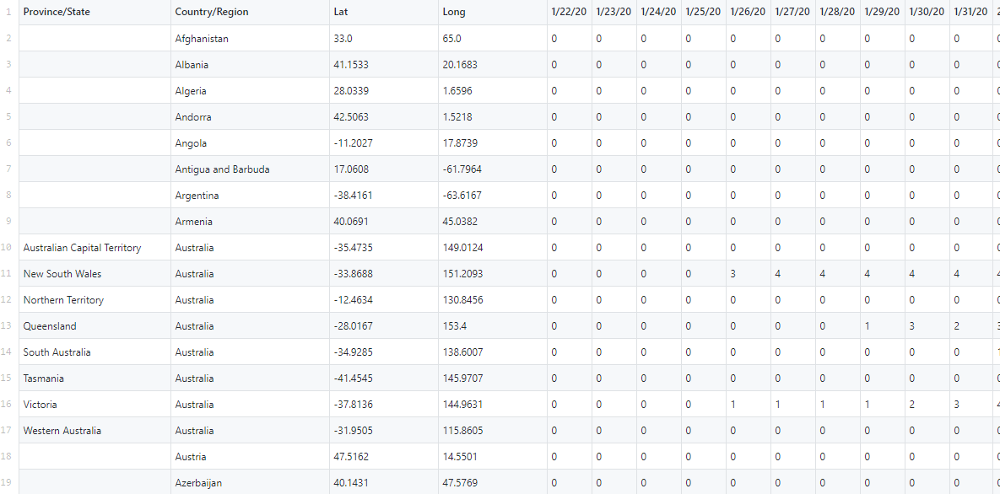 1 Province/State Country/Region Lat Long 1/22/20 1/23/20 1/24/20 1/25/20 1/26/20 1/27/20 1/28/20 1/29/20 1/30/20 1/31/20
2 Afghanistan 33.0 65.0 0 0 0 0 0 0 0 0 0 0
3 Albania 41.1533 20.1683 0 0 0 0 0 0 0 0 0 0
4 Algeria 28.0339 1.6596 0 0 0 0 0 0 0 0 0 0
5 Andorra 42.5063 1.5218 0 0 0 0 0 0 0 0 0 0
6 Angola -11.2027 17.8739 0 0 0 0 0 0 0 0 0 0
7 Antigua and Barbuda 17.0608 -61.7964 0 0 0 0 0 0 0 0 0 0
8 Argentina -38.4161 -63.6167 0 0 0 0 0 0 0 0 0 0
9 Armenia 40.0691 45.0382 0 0 0 0 0 0 0 0 0 0
10 Australian Capital Territory Australia -35.4735 149.0124 0 0 0 0 0 0 0 0 0 0
11 New South Wales Australia -33.8688 151.2093 0 0 0 0 3 4 4 4 4 4
12 Northern Territory Australia -12.4634 130.8456 0 0 0 0 0 0 0 0 0 0
13 Queensland Australia -28.0167 153.4 0 0 0 0 0 0 0 1 3 2
14 South Australia Australia -34.9285 138.6007 0 0 0 0 0 0 0 0 0 0
15 Tasmania Australia -41.4545 145.9707 0 0 0 0 0 0 0 0 0 0
16 Victoria Australia -37.8136 144.9631 0 0 0 0 1 1 1 1 2 3
17 Western Australia Australia -31.9505 115.8605 0 0 0 0 0 0 0 0 0 0
18 Austria 47.5162 14.5501 0 0 0 0 0 0 0 0 0 0
19 Azerbaijan 40.1431 47.5769 0 0 0 0 0 0 0 0 0 0